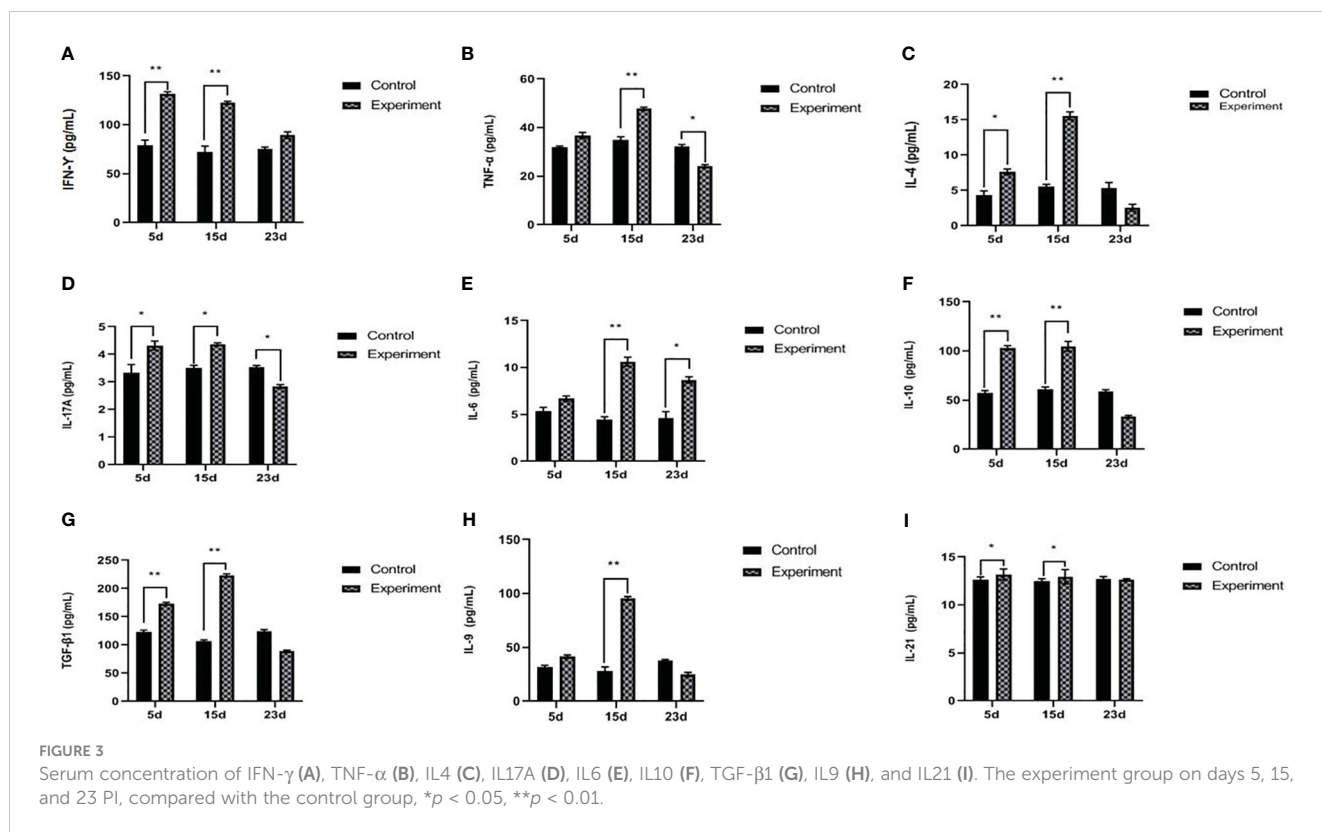 A
IFN-ϒ (pg/mL)
150
100
50
0
**
**
5d
15d
23d
Control
Experiment
B
TNF-α (pg/mL)
60
40
20
0
**
*
5d
15d
23d
Control
Experiment
C
IL-4 (pg/mL)
20
15
10
5
0
*
**
5d
15d
23d
Control
Experiment
D
IL-17A (pg/mL)
5
4
3
2
1
0
*
*
*
5d
15d
23d
Control
Experiment
E
IL-6 (pg/mL)
15
10
5
0
**
*
5d
15d
23d
Control
Experiment
F
IL-10 (pg/mL)
150
100
50
0
**
**
5d
15d
23d
Control
Experiment
G
TGF-β1 (pg/mL)
250
200
150
100
50
0
**
**
5d
15d
23d
Control
Experiment
H
IL-9 (pg/mL)
150
100
50
0
**
5d
15d
23d
Control
Experiment
I
IL-21 (pg/mL)
15
10
5
0
*
*
5d
15d
23d
Control
Experiment
FIGURE 3
Serum concentration of IFN-γ (A), TNF-α (B), IL4 (C), IL17A (D), IL6 (E), IL10 (F), TGF-β1 (G), IL9 (H), and IL21 (I). The experiment group on days 5, 15,
and 23 PI, compared with the control group, *p < 0.05, **p < 0.01.